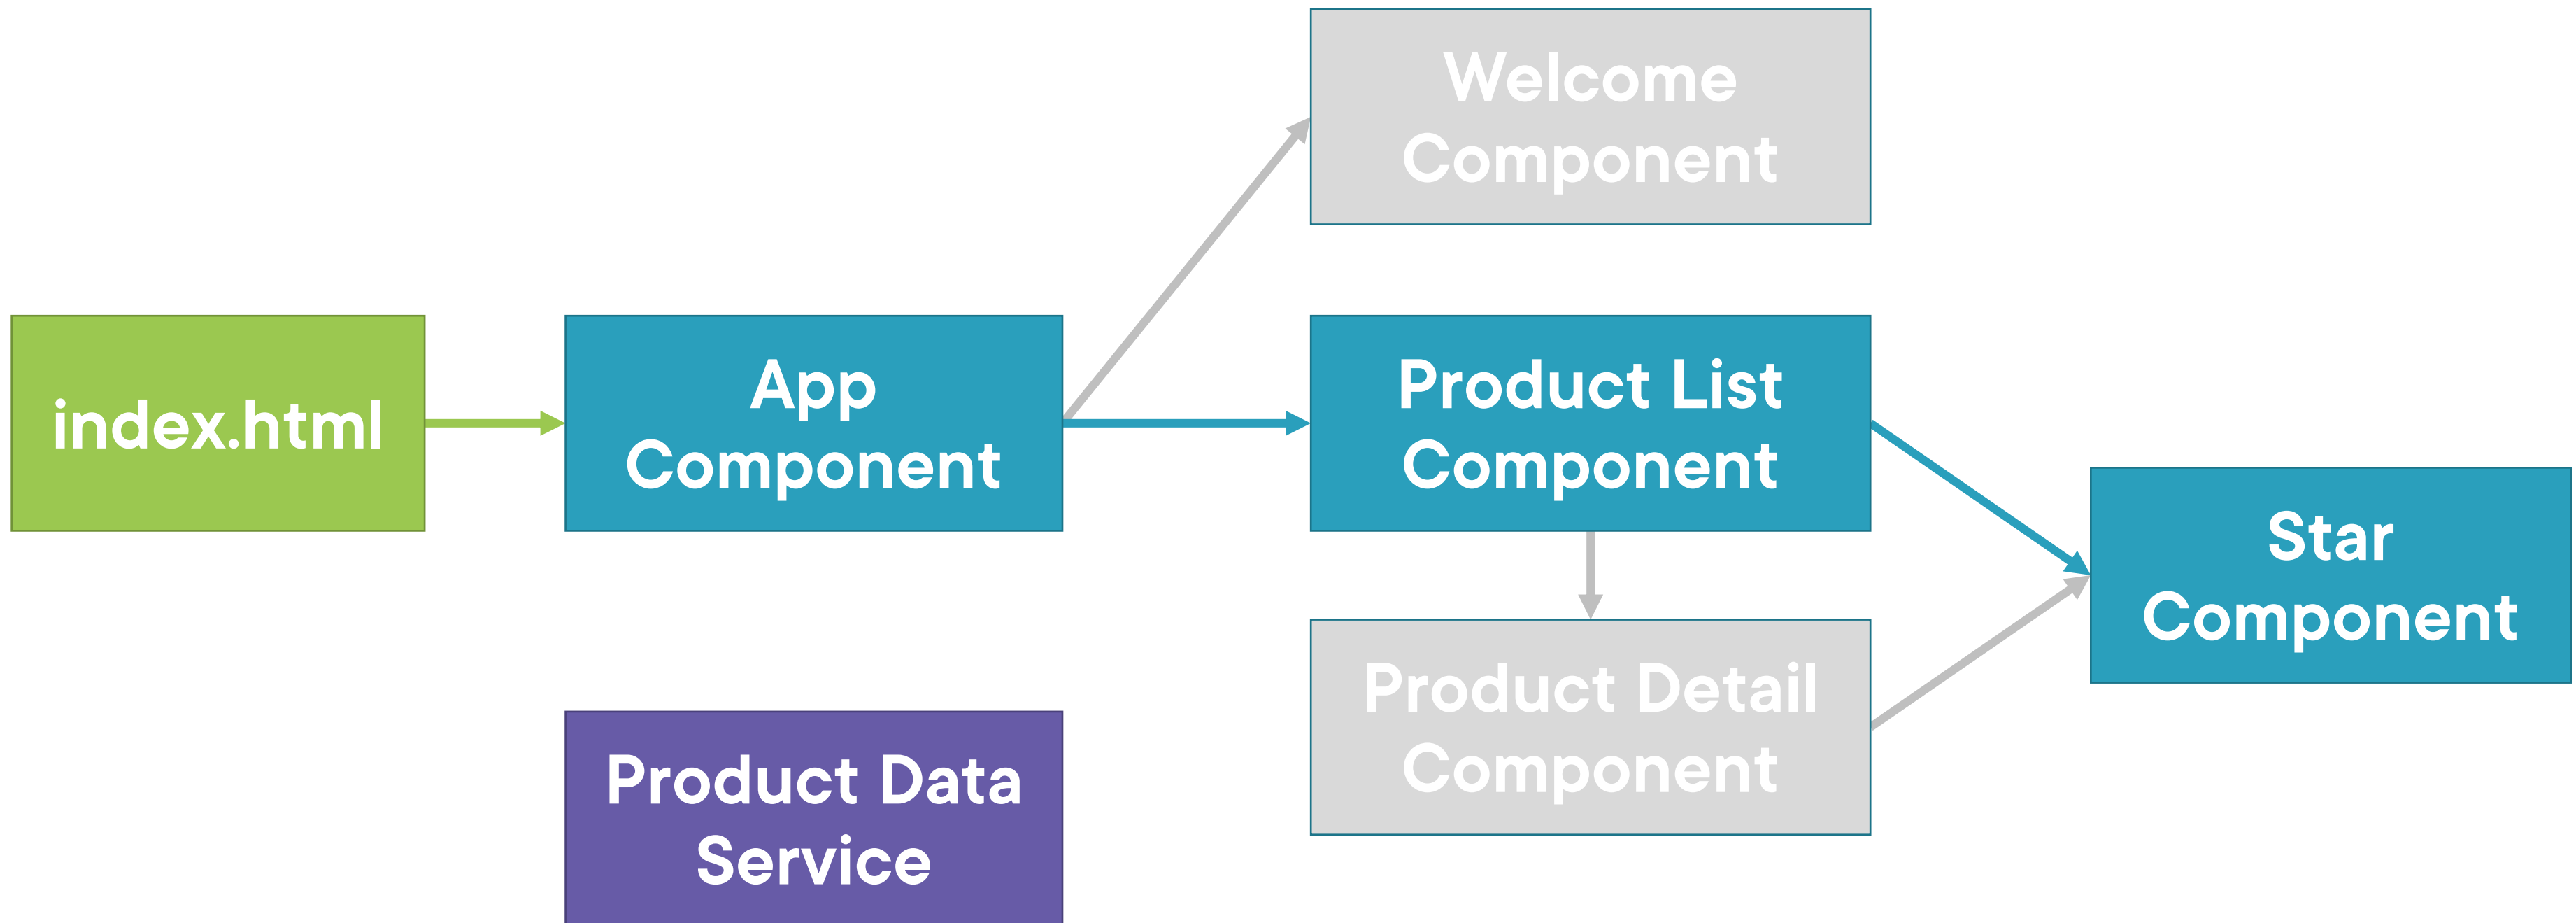 Welcome
Component
index.html
App
Component
Product List
Component
Star
Component
Product Detail
Component
Product Data
Service